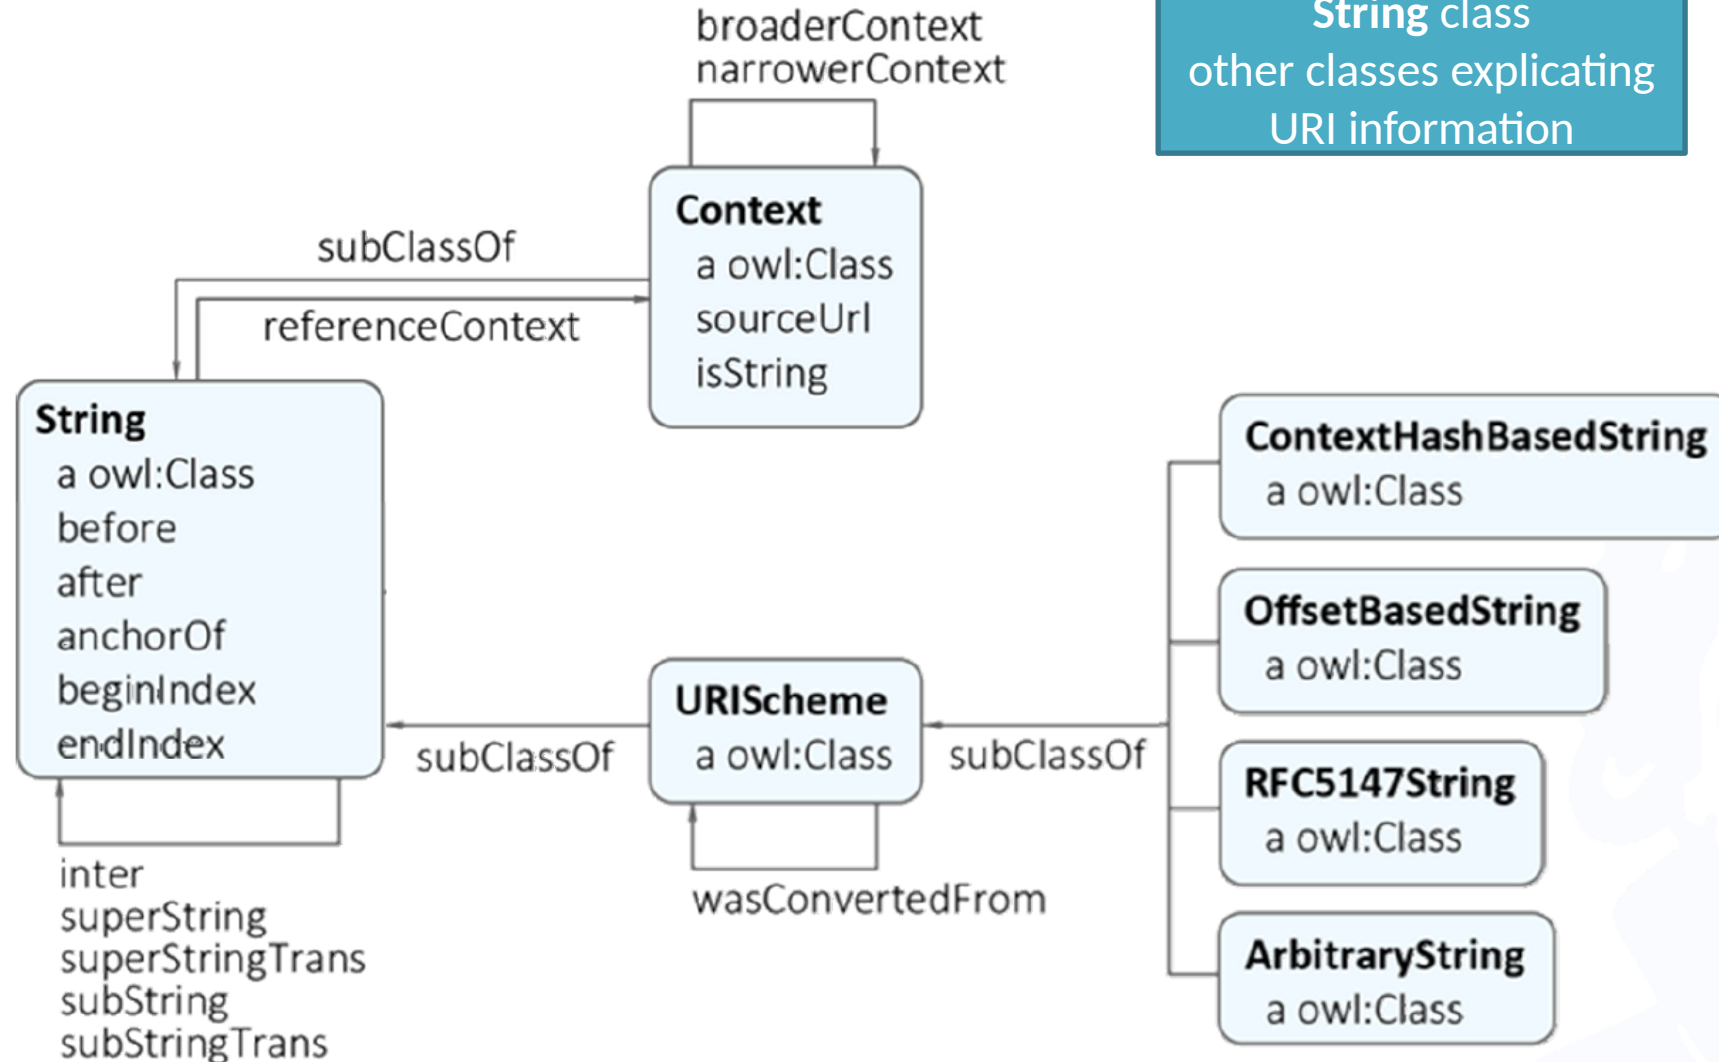 broaderContext
narrowerContext
String class
other classes explicating
URI information
Context
a owl:Class
sourceUrl
isString
subClassOf
referenceContext
String
a owl:Class
before
after
anchorOf
beginIndex
endIndex
inter
superString
superStringTrans
subString
subStringTrans
subClassOf
URIScheme
a owl:Class
wasConvertedFrom
subClassOf
ContextHashBasedString
a owl:Class
OffsetBasedString
a owl:Class
RFC5147String
a owl:Class
ArbitraryString
a owl:Class